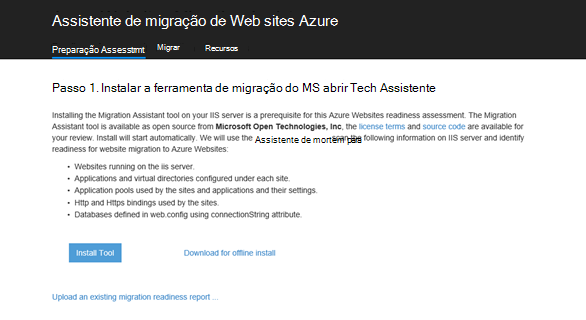 Assistente de migração de Web sites Azure
Preparação Assesstmt Migrar Recursos
Passo 1. Instalar a ferramenta de migração do MS abrir Tech Assistente
Installing the Migration Assistant tool on your IIS server is a prerequisite for this Azure Websites readiness assessment. The Migration
Assistant tool is available as open source from Microsoft Open Technologies, Inc, the license terms and source code are available for
your review. Install will start automatically. We will use the Assistente de mortem para the following information on IIS server and identify
readiness for website migration to Azure Websites:
• Websites running on the iis server.
• Applications and virtual directories configured under each site.
• Application pools used by the sites and applications and their settings.
• Http and Https bindings used by the sites.
• Databases defined in web.config using connectionString attribute.
Install Tool Download for offline install
Upload an existing migration readiness report ...